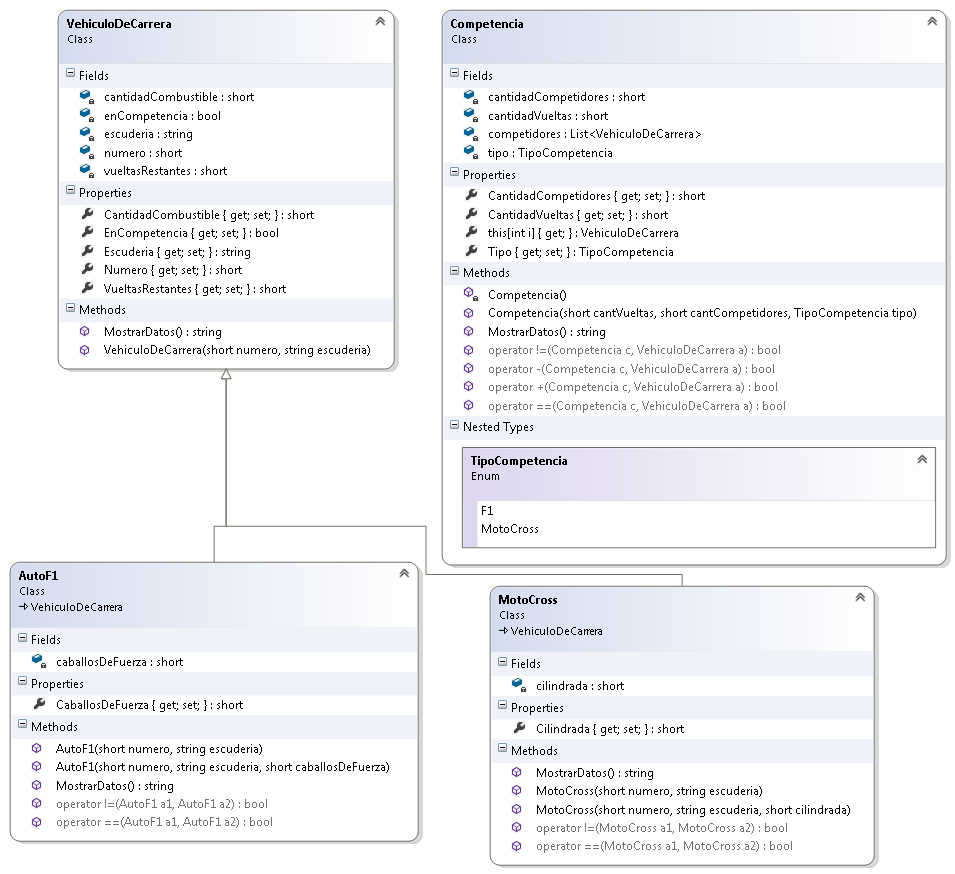 VehiculoDeCarrera
Class
Fields
cantidadCombustible : short
enCompetencia : bool
escuderia : string
numero : short
vueltasRestantes : short
Properties
CantidadCombustible { get; set; } : short
EnCompetencia { get; set; } : bool
Escuderia { get; set; } : string
Numero { get; set; } : short
VueltasRestantes { get; set; } : short
Methods
MostrarDatos() : string
VehiculoDeCarrera(short numero, string escuderia)
Competencia
Class
Fields
cantidadCompetidores : short
cantidadVueltas : short
competidores : List<VehiculoDeCarrera>
tipo : TipoCompetencia
Properties
CantidadCompetidores { get; set; } : short
CantidadVueltas { get; set; } : short
this[int i] { get; } : VehiculoDeCarrera
Tipo { get; set; } : TipoCompetencia
Methods
Competencia()
Competencia(short cantVueltas, short cantCompetidores, TipoCompetencia tipo)
MostrarDatos() : string
operator !=(Competencia c, VehiculoDeCarrera a) : bool
operator -(Competencia c, VehiculoDeCarrera a) : bool
operator +(Competencia c, VehiculoDeCarrera a) : bool
operator ==(Competencia c, VehiculoDeCarrera a) : bool
Nested Types
TipoCompetencia
Enum
F1
MotoCross
AutoF1
Class
VehiculoDeCarrera
Fields
caballosDeFuerza : short
Properties
CaballosDeFuerza { get; set; } : short
Methods
AutoF1(short numero, string escuderia)
AutoF1(short numero, string escuderia, short caballosDeFuerza)
MostrarDatos() : string
operator !=(AutoF1 a1, AutoF1 a2) : bool
operator ==(AutoF1 a1, AutoF1 a2) : bool
MotoCross
Class
VehiculoDeCarrera
Fields
cilindrada : short
Properties
Cilindrada { get; set; } : short
Methods
MostrarDatos() : string
MotoCross(short numero, string escuderia)
MotoCross(short numero, string escuderia, short cilindrada)
operator !=(MotoCross a1, MotoCross a2) : bool
operator ==(MotoCross a1, MotoCross a2) : bool